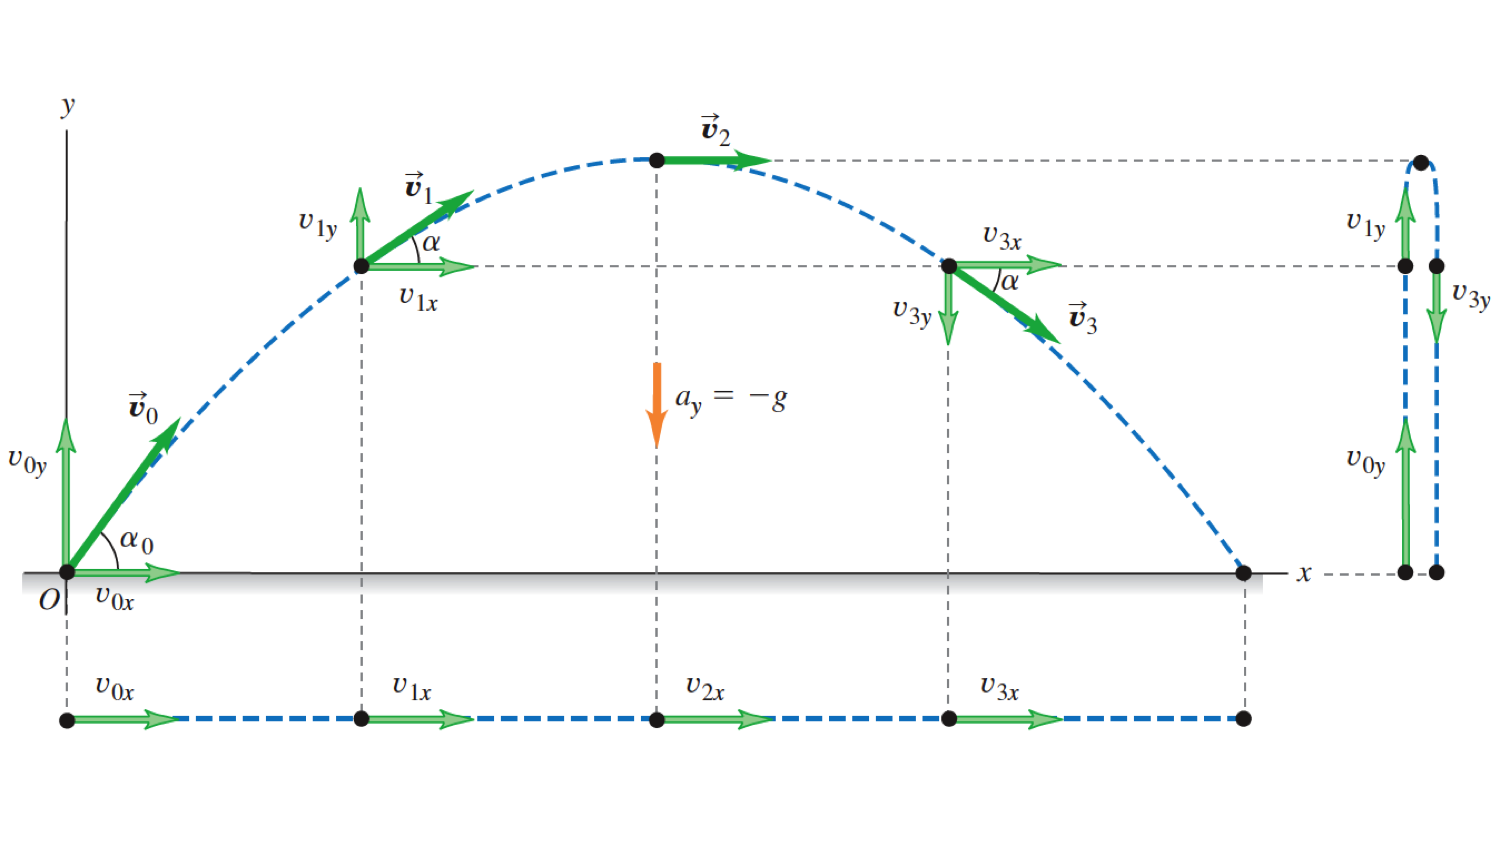 y
v⃗₂
v⃗₁
v₁y
α
v₁ₓ
v₃ₓ
α
v₃y
v⃗₃
v₁y
v₃y
ay = −g
v⃗₀
v₀y
α₀
v₀y
O
v₀ₓ
x
v₀ₓ
v₁ₓ
v₂ₓ
v₃ₓ